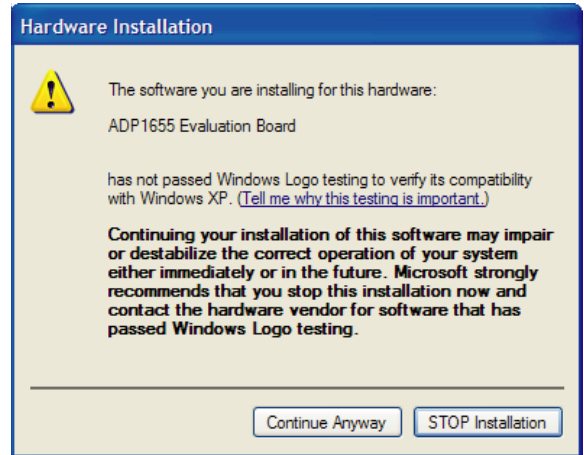 Hardware Installation
The software you are installing for this hardware:
ADP1655 Evaluation Board
has not passed Windows Logo testing to verify its compatibility
with Windows XP. (Tell me why this testing is important.)
Continuing your installation of this software may impair
or destabilize the correct operation of your system
either immediately or in the future. Microsoft strongly
recommends that you stop this installation now and
contact the hardware vendor for software that has
passed Windows Logo testing.
Continue Anyway
STOP Installation